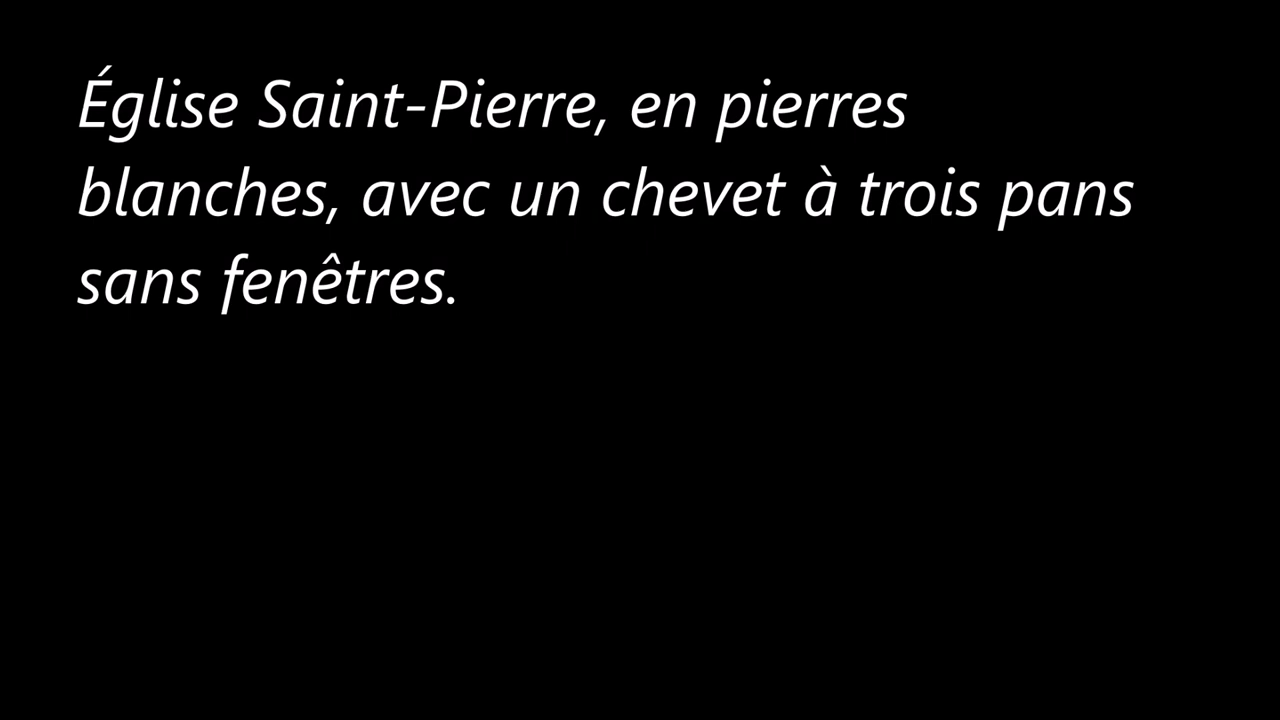 Église Saint-Pierre, en pierres
blanches, avec un chevet à trois pans
sans fenêtres.